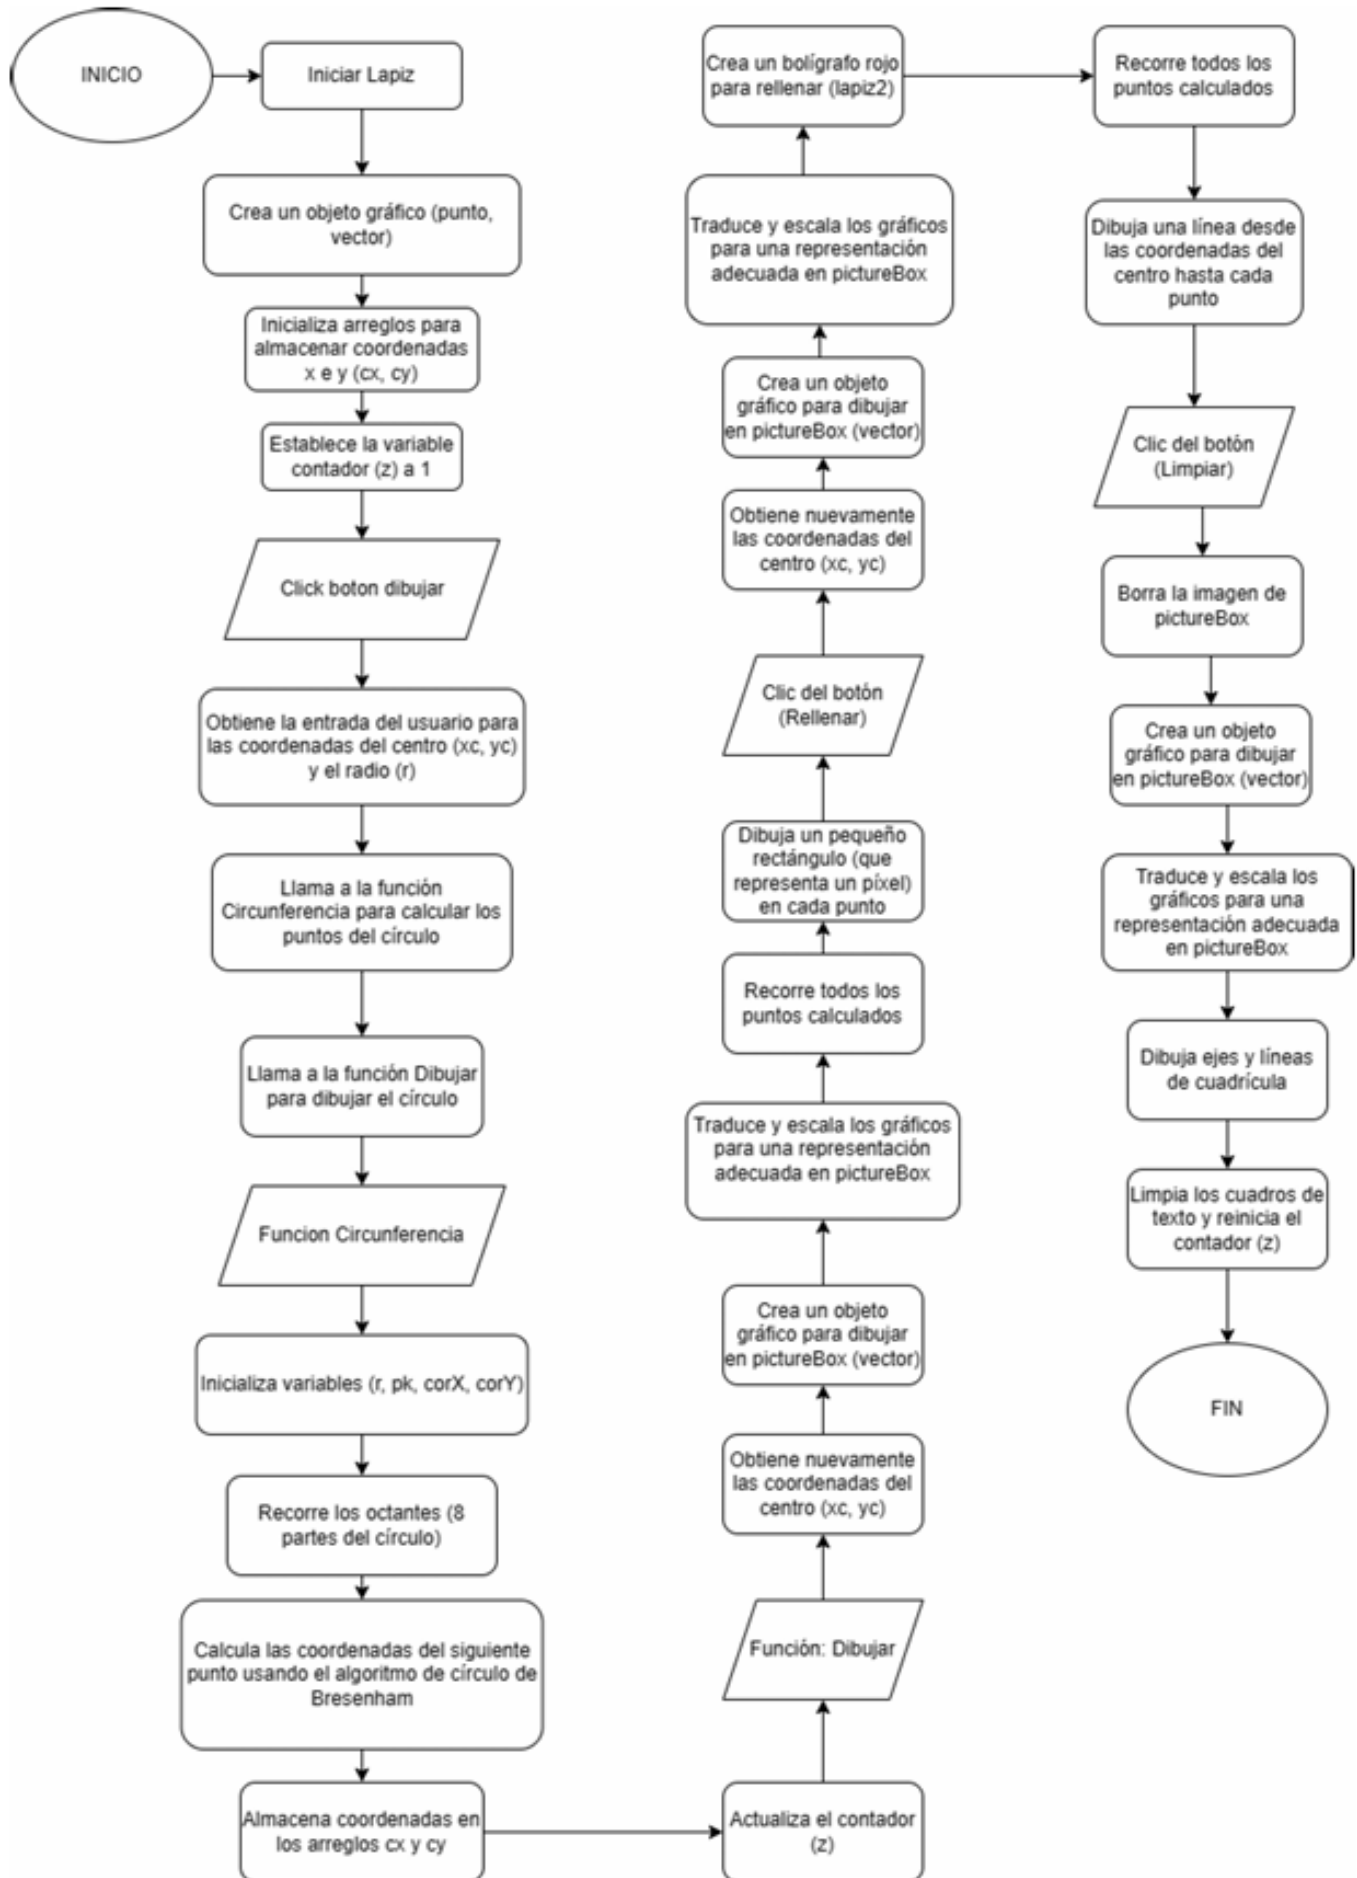 INICIO
Iniciar Lapiz
Crea un objeto gráfico (punto,
vector)
Inicializa arreglos para
almacenar coordenadas
x e y (cx, cy)
Establece la variable
contador (z) a 1
Click boton dibujar
Obtiene la entrada del usuario para
las coordenadas del centro (xc, yc)
y el radio (r)
Llama a la función
Circunferencia para calcular los
puntos del círculo
Llama a la función Dibujar
para dibujar el círculo
Funcion Circunferencia
Inicializa variables (r, pk, corX, corY)
Recorre los octantes (8
partes del círculo)
Calcula las coordenadas del siguiente
punto usando el algoritmo de círculo de
Bresenham
Almacena coordenadas en
los arreglos cx y cy
Actualiza el contador
(z)
Función: Dibujar
Obtiene nuevamente
las coordenadas del
centro (xc, yc)
Crea un objeto
gráfico para dibujar
en pictureBox (vector)
Traduce y escala los gráficos
para una representación
adecuada en pictureBox
Recorre todos los
puntos calculados
Dibuja un pequeño
rectángulo (que
representa un píxel)
en cada punto
Clic del botón
(Rellenar)
Obtiene nuevamente
las coordenadas del
centro (xc, yc)
Crea un objeto
gráfico para dibujar
en pictureBox (vector)
Traduce y escala los gráficos
para una representación
adecuada en pictureBox
Crea un bolígrafo rojo
para rellenar (lapiz2)
Recorre todos los
puntos calculados
Dibuja una línea desde
las coordenadas del
centro hasta cada
punto
Clic del botón
(Limpiar)
Borra la imagen de
pictureBox
Crea un objeto
gráfico para dibujar
en pictureBox (vector)
Traduce y escala los
gráficos para una
representación adecuada
en pictureBox
Dibuja ejes y líneas
de cuadrícula
Limpia los cuadros de
texto y reinicia el
contador (z)
FIN